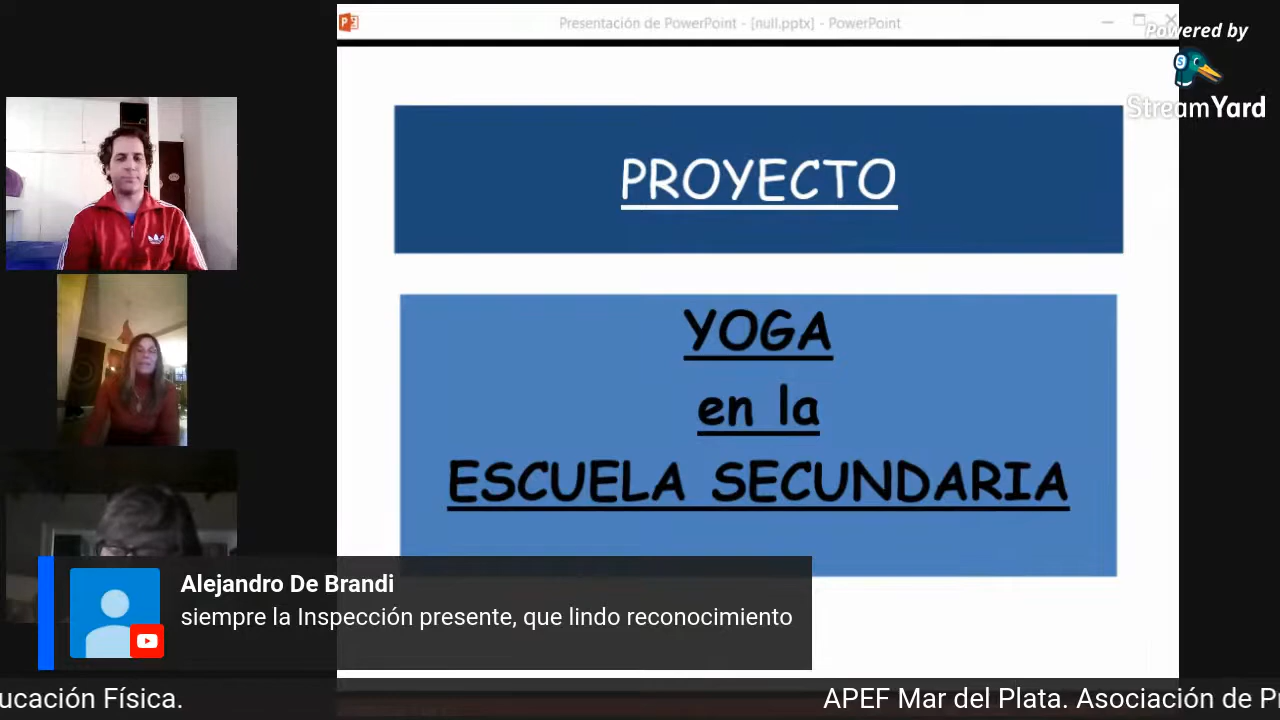 Presentación de PowerPoint - [null.pptx] - PowerPoint
Powered by
StreamYard
PROYECTO
YOGA
en la
ESCUELA SECUNDARIA
Alejandro De Brandi
siempre la Inspección presente, que lindo reconocimiento
ucación Física.
APEF Mar del Plata. Asociación de P